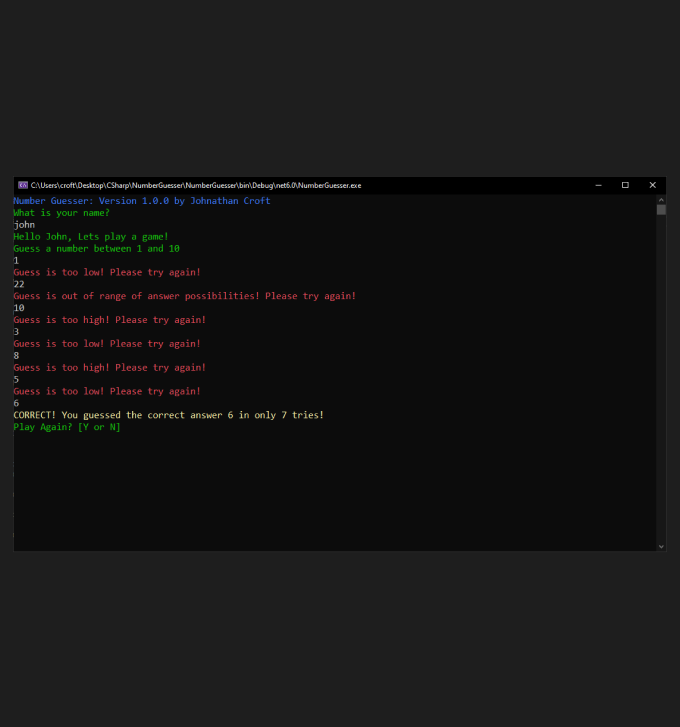 C:\Users\croft\Desktop\CSharp\NumberGuesser\NumberGuesser\bin\Debug\net6.0\NumberGuesser.exe
Number Guesser: Version 1.0.0 by Johnathan Croft
What is your name?
john
Hello John, Lets play a game!
Guess a number between 1 and 10
1
Guess is too low! Please try again!
22
Guess is out of range of answer possibilities! Please try again!
10
Guess is too high! Please try again!
3
Guess is too low! Please try again!
8
Guess is too high! Please try again!
5
Guess is too low! Please try again!
6
CORRECT! You guessed the correct answer 6 in only 7 tries!
Play Again? [Y or N]